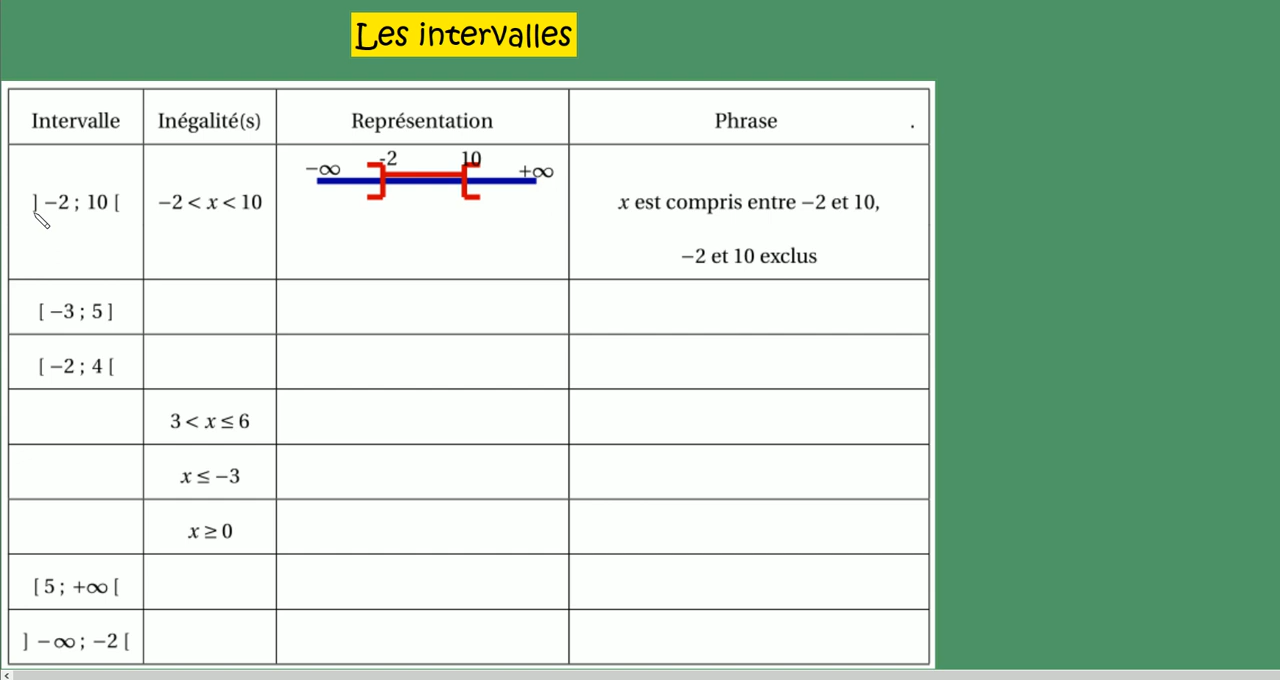 Les intervalles
Intervalle Inégalité(s) Représentation Phrase .
−∞ -2 10 +∞
] −2 ; 10 [ −2 < x < 10 x est compris entre −2 et 10,
−2 et 10 exclus
[ −3 ; 5 ]
[ −2 ; 4 [
3 < x ≤ 6
x ≤ −3
x ≥ 0
[ 5 ; +∞ [
] −∞ ; −2 [